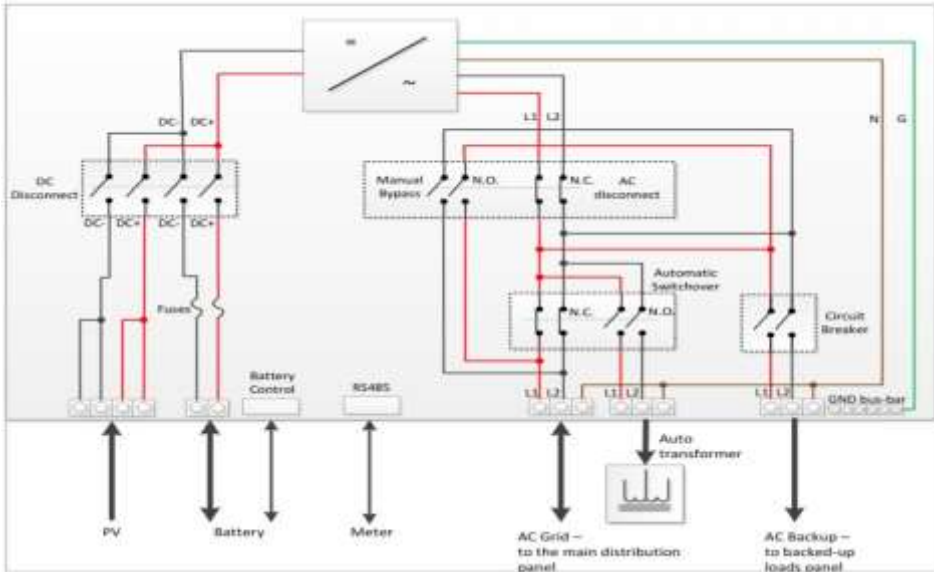 =
~
DC- DC+
L1 L2
N G
DC
Disconnect
Manual
Bypass
N.O.
N.C.
AC
disconnect
DC- DC+ DC- DC+
Automatic
Switchover
Fuses
N.C.
N.O.
Circuit
Breaker
Battery
Control
RS485
L1 L2
L1 L2
L1 L2
GND bus-bar
Auto
transformer
PV
Battery
Meter
AC Grid –
to the main distribution
panel
AC Backup –
to backed-up
loads panel